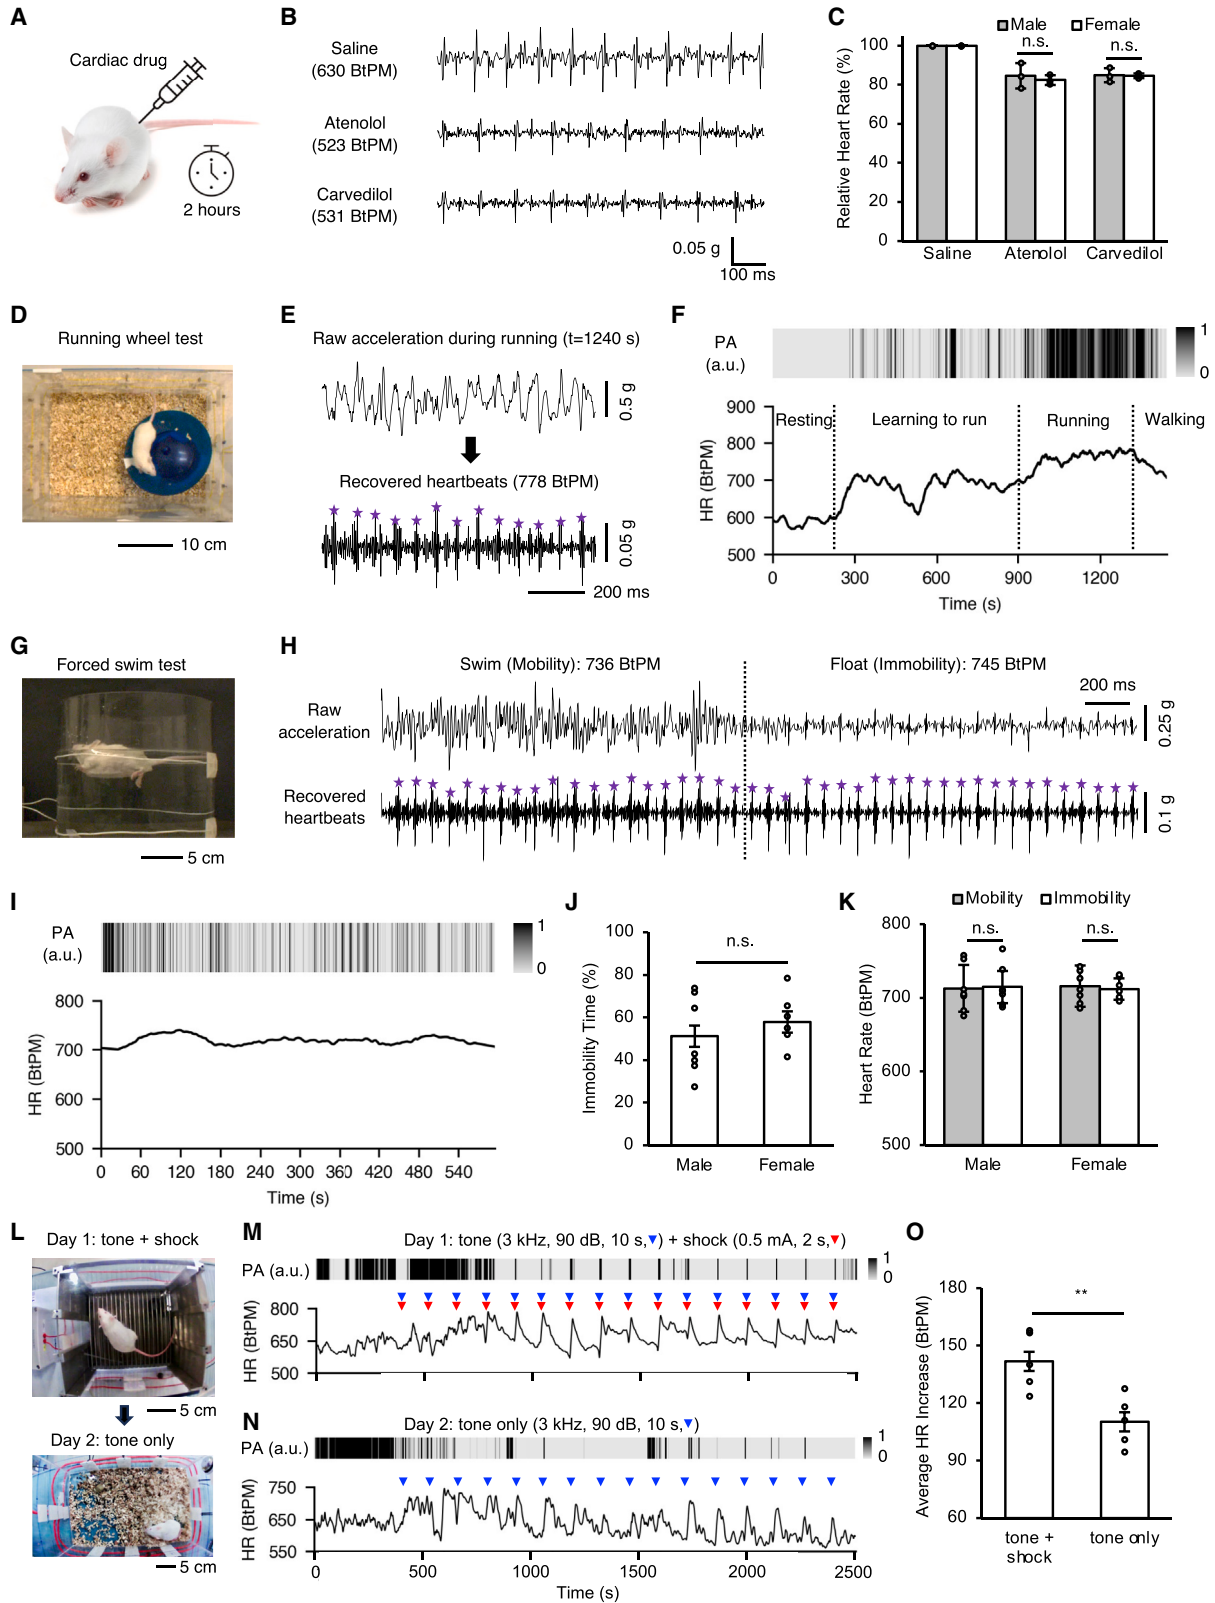 A
Cardiac drug
2 hours
B
Saline
(630 BtPM)
Atenolol
(523 BtPM)
Carvedilol
(531 BtPM)
0.05 g
100 ms
C
Male Female
n.s.
n.s.
Relative Heart Rate (%)
100
80
60
40
20
0
Saline Atenolol Carvedilol
D
Running wheel test
10 cm
E
Raw acceleration during running (t=1240 s)
0.5 g
Recovered heartbeats (778 BtPM)
0.05 g
200 ms
F
PA
(a.u.)
1
0
HR (BtPM)
900
800
700
600
500
Resting Learning to run Running Walking
0 300 600 900 1200
Time (s)
G
Forced swim test
5 cm
H
Swim (Mobility): 736 BtPM Float (Immobility): 745 BtPM
200 ms
Raw
acceleration
0.25 g
Recovered
heartbeats
0.1 g
I
PA
(a.u.)
1
0
HR (BtPM)
800
700
600
500
0 60 120 180 240 300 360 420 480 540
Time (s)
J
n.s.
Immobility Time (%)
100
80
60
40
20
0
Male Female
K
Mobility Immobility
n.s. n.s.
Heart Rate (BtPM)
800
700
600
500
Male Female
L
Day 1: tone + shock
5 cm
Day 2: tone only
5 cm
M
Day 1: tone (3 kHz, 90 dB, 10 s,▼) + shock (0.5 mA, 2 s,▼)
PA (a.u.)
1
0
HR (BtPM)
800
650
500
N
Day 2: tone only (3 kHz, 90 dB, 10 s,▼)
PA (a.u.)
1
0
HR (BtPM)
750
650
550
0 500 1000 1500 2000 2500
Time (s)
O
**
Average HR Increase (BtPM)
180
150
120
90
60
tone +
shock
tone only